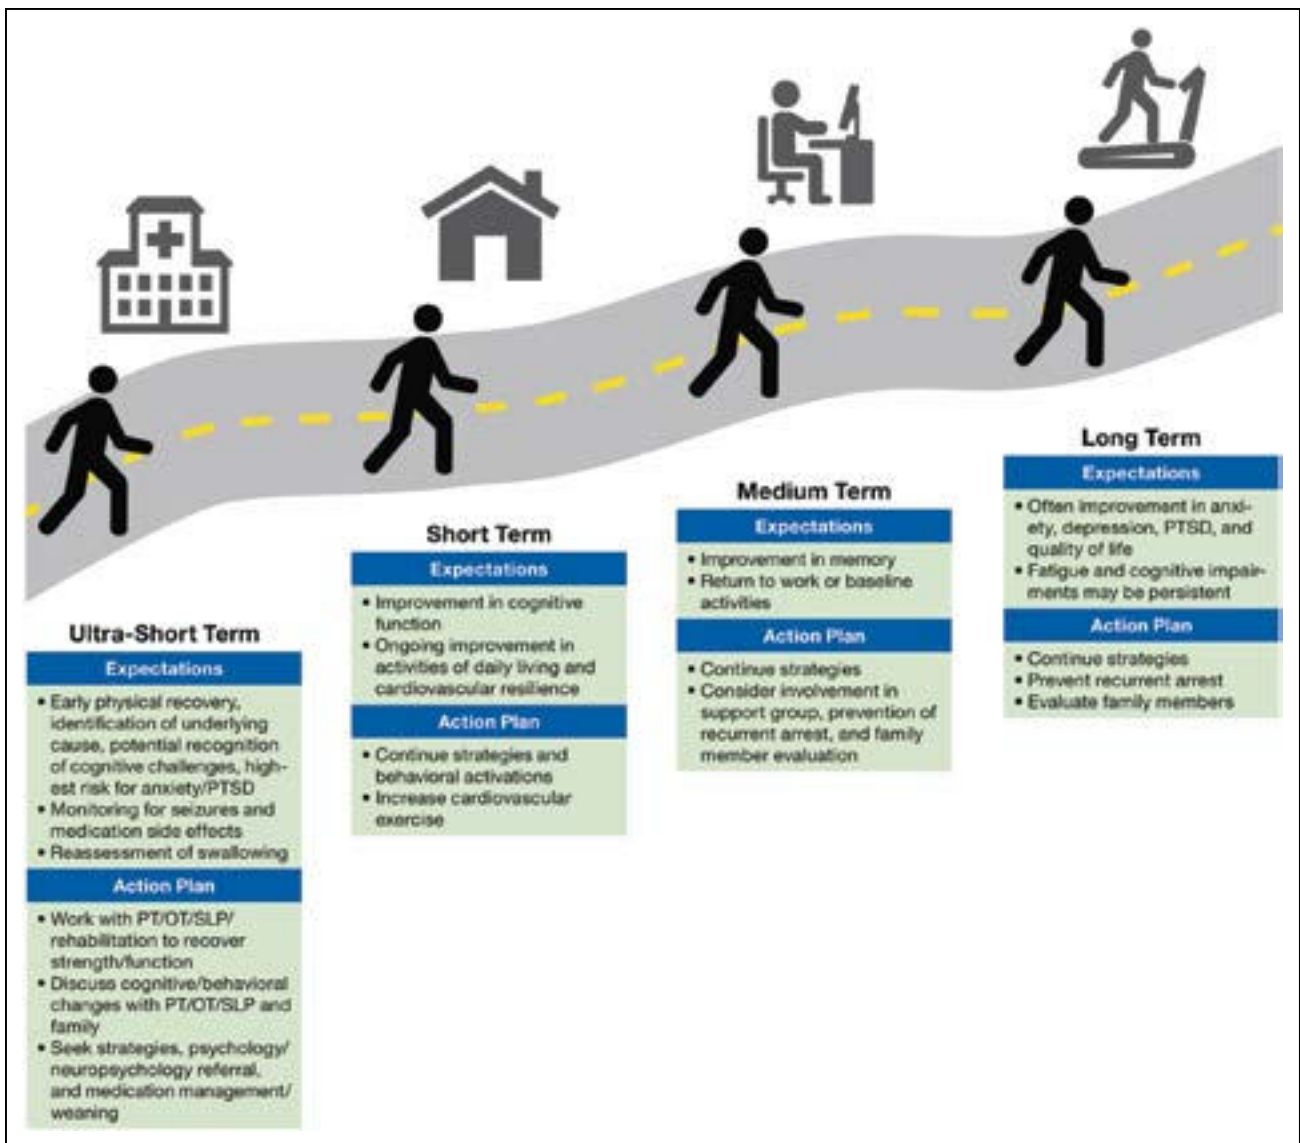 Ultra-Short Term
Expectations
• Early physical recovery,
identification of underlying
cause, potential recognition
of cognitive challenges, high-
est risk for anxiety/PTSD
• Monitoring for seizures and
medication side effects
• Reassessment of swallowing
Action Plan
• Work with PT/OT/SLP/
rehabilitation to recover
strength/function
• Discuss cognitive/behavioral
changes with PT/OT/SLP and
family
• Seek strategies, psychology/
neuropsychology referral,
and medication management/
weaning
Short Term
Expectations
• Improvement in cognitive
function
• Ongoing improvement in
activities of daily living and
cardiovascular resilience
Action Plan
• Continue strategies and
behavioral activations
• Increase cardiovascular
exercise
Medium Term
Expectations
• Improvement in memory
• Return to work or baseline
activities
Action Plan
• Continue strategies
• Consider involvement in
support group, prevention of
recurrent arrest, and family
member evaluation
Long Term
Expectations
• Often improvement in anxi-
ety, depression, PTSD, and
quality of life
• Fatigue and cognitive impair-
ments may be persistent
Action Plan
• Continue strategies
• Prevent recurrent arrest
• Evaluate family members